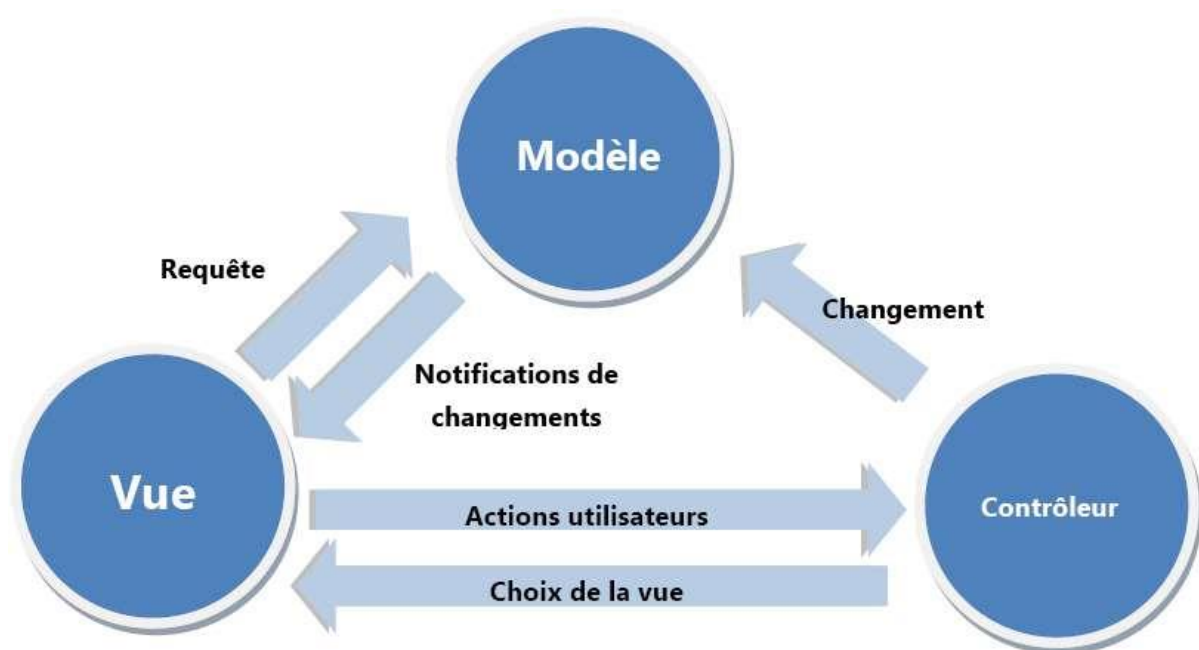 Modèle
Requête
Changement
Notifications de
changements
Vue
Contrôleur
Actions utilisateurs
Choix de la vue